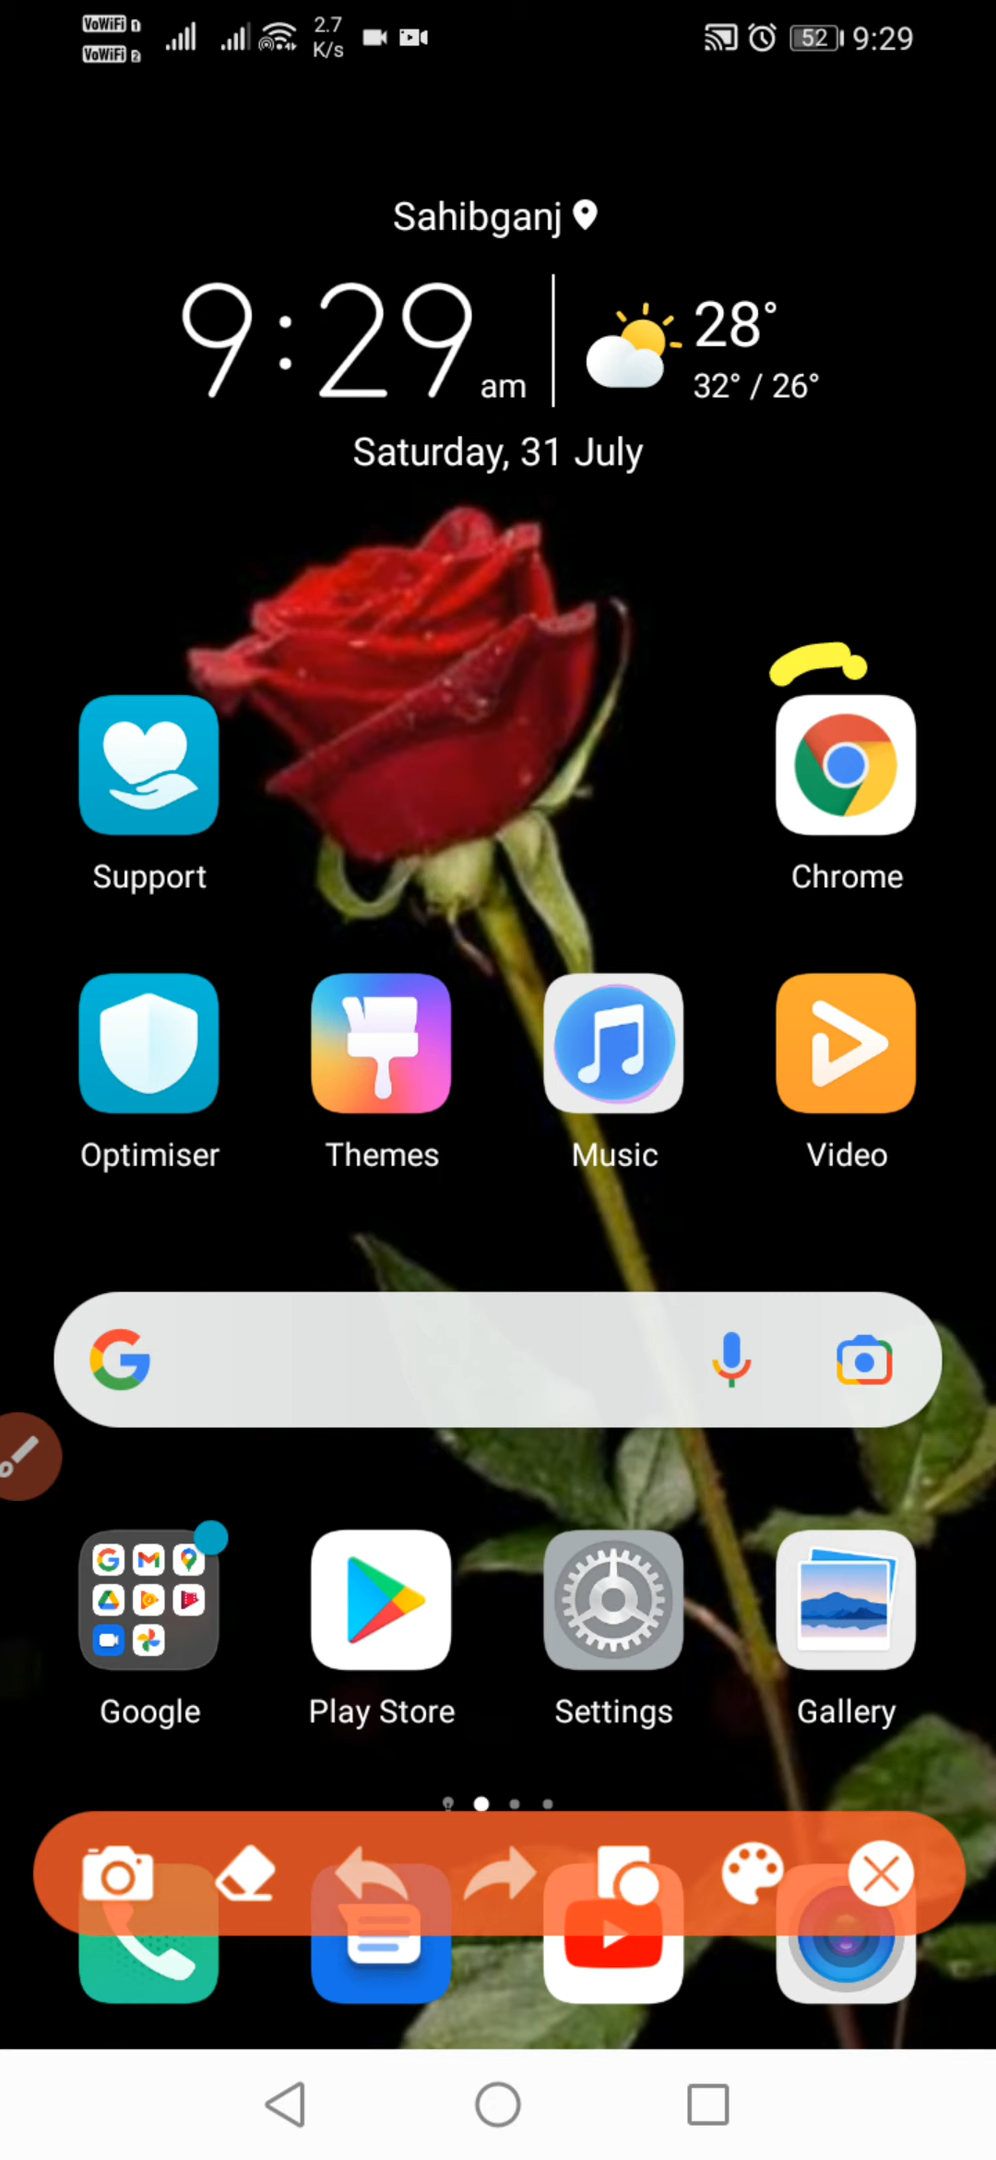 VoWiFi 1
VoWiFi 2
2.7
K/s
52
9:29
Sahibganj
9:29 am
28°
32° / 26°
Saturday, 31 July
Support
Chrome
Optimiser
Themes
Music
Video
Google
Play Store
Settings
Gallery